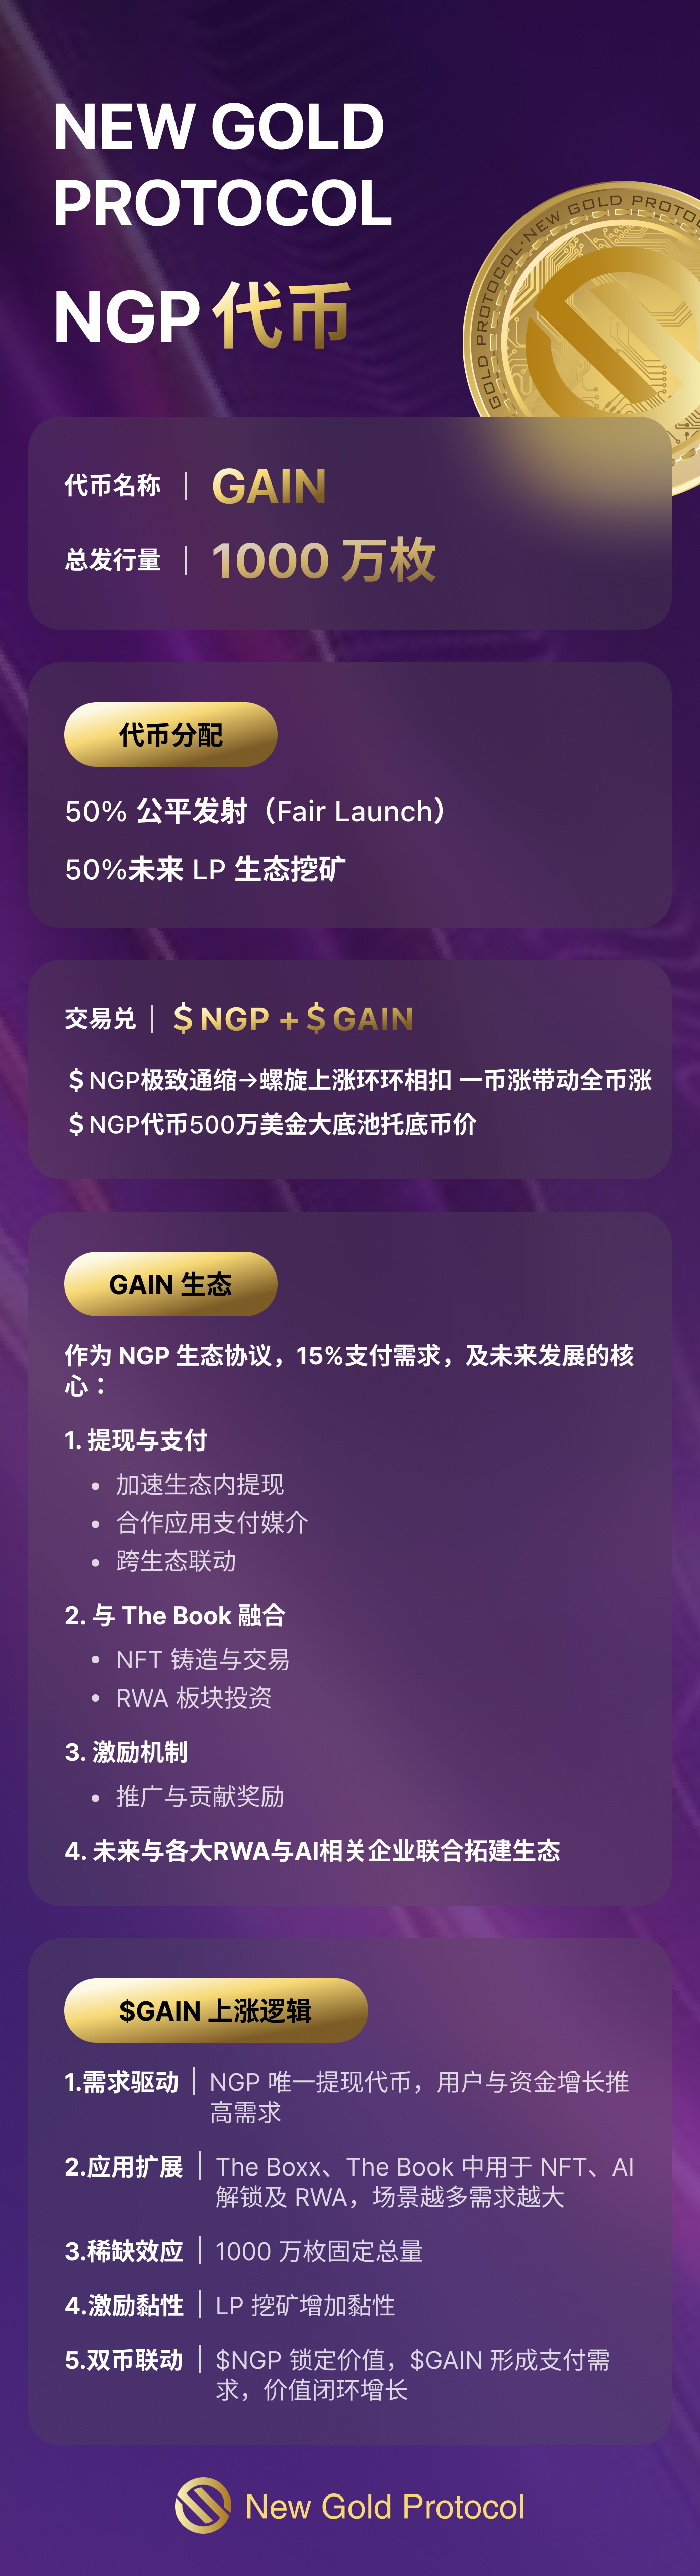 NEW GOLD
PROTOCOL
NGP 代币
GOLD PROTOCOL·NEW GOLD PROTOCOL
代币名称 | GAIN
总发行量 | 1000 万枚
代币分配
50% 公平发射（Fair Launch）
50%未来 LP 生态挖矿
交易兑 | $NGP + $GAIN
$NGP极致通缩→螺旋上涨环环相扣 一币涨带动全币涨
$NGP代币500万美金大底池托底币价
GAIN 生态
作为 NGP 生态协议，15%支付需求，及未来发展的核
心：
1. 提现与支付
• 加速生态内提现
• 合作应用支付媒介
• 跨生态联动
2. 与 The Book 融合
• NFT 铸造与交易
• RWA 板块投资
3. 激励机制
• 推广与贡献奖励
4. 未来与各大RWA与AI相关企业联合拓建生态
$GAIN 上涨逻辑
1.需求驱动 | NGP 唯一提现代币，用户与资金增长推
高需求
2.应用扩展 | The Boxx、The Book 中用于 NFT、AI
解锁及 RWA，场景越多需求越大
3.稀缺效应 | 1000 万枚固定总量
4.激励黏性 | LP 挖矿增加黏性
5.双币联动 | $NGP 锁定价值，$GAIN 形成支付需
求，价值闭环增长
New Gold Protocol